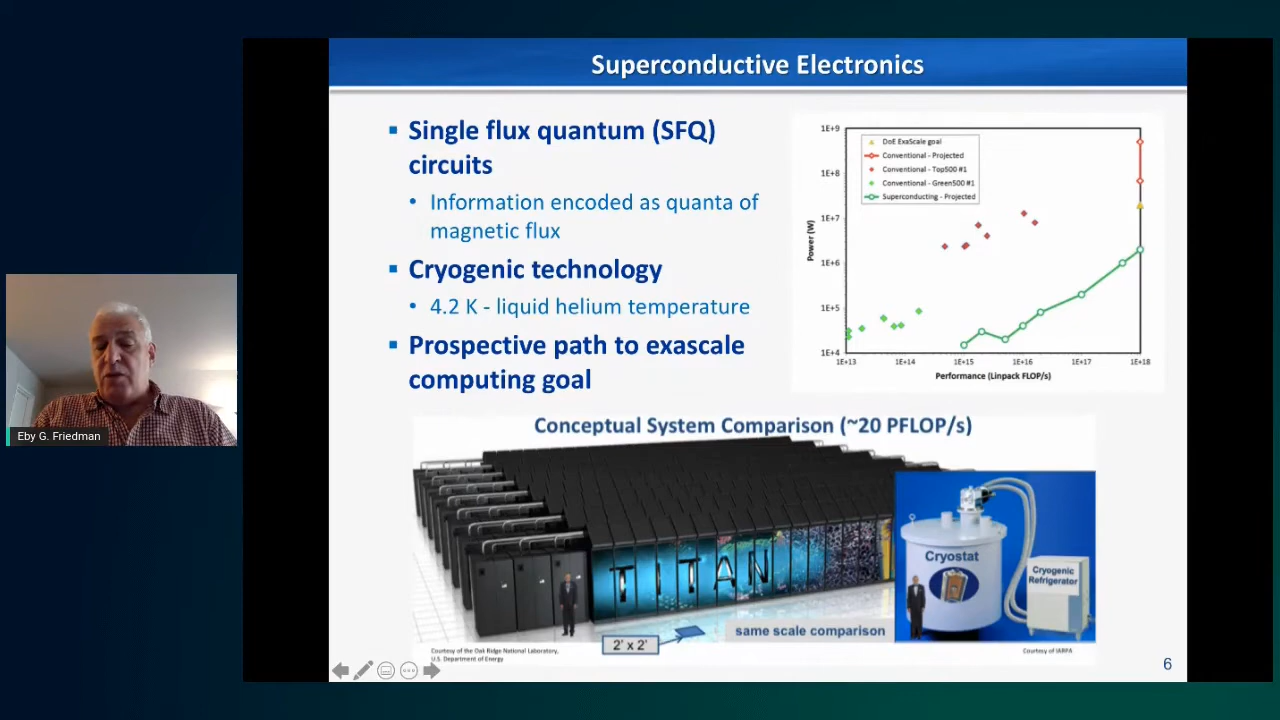 Superconductive Electronics
Single flux quantum (SFQ)
circuits
Information encoded as quanta of
magnetic flux
Cryogenic technology
4.2 K - liquid helium temperature
Prospective path to exascale
computing goal
1E+9
1E+8
1E+7
1E+6
1E+5
1E+4
Power (W)
DoE ExaScale goal
Conventional - Projected
Conventional - Top500 #1
Conventional - Green500 #1
Superconducting - Projected
1E+13 1E+14 1E+15 1E+16 1E+17 1E+18
Performance (Linpack FLOP/s)
Conceptual System Comparison (~20 PFLOP/s)
TITAN
Cryostat
Cryogenic
Refrigerator
2' x 2'
same scale comparison
Courtesy of the Oak Ridge National Laboratory,
U.S. Department of Energy
Courtesy of IARPA
6
Eby G. Friedman